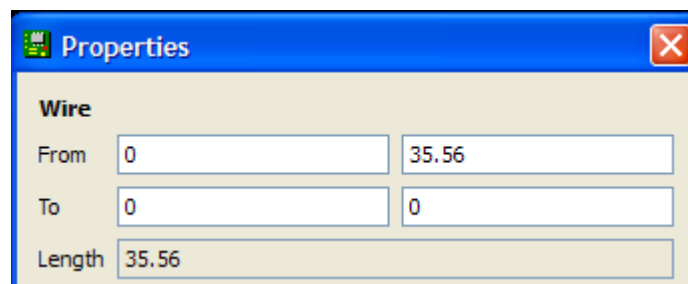 Properties
Wire
From 0 35.56
To 0 0
Length 35.56